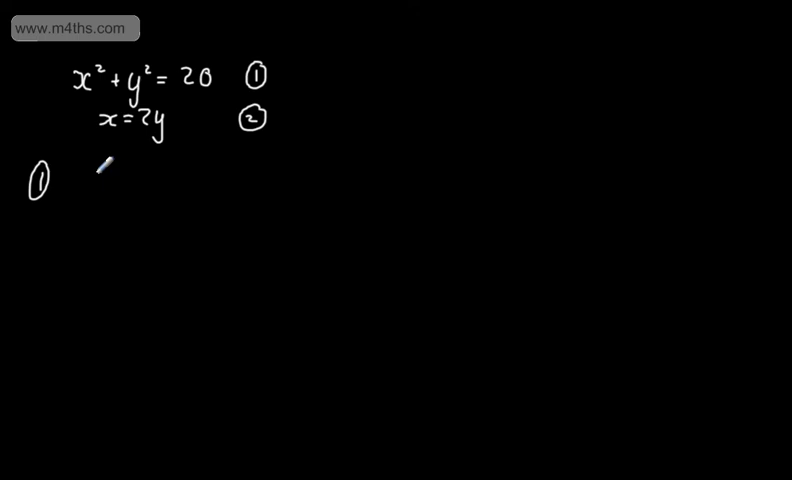 www.m4ths.com
x² + y² = 20 ①
x = 2y ②
①